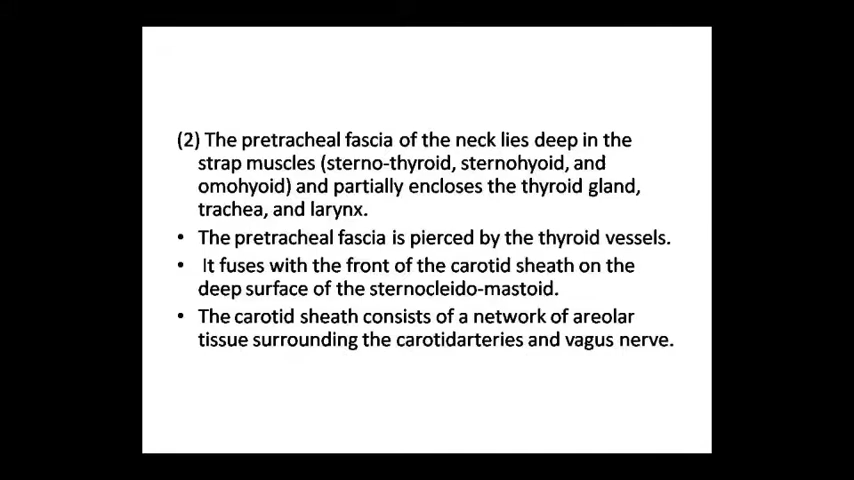 (2) The pretracheal fascia of the neck lies deep in the
strap muscles (sterno-thyroid, sternohyoid, and
omohyoid) and partially encloses the thyroid gland,
trachea, and larynx.
• The pretracheal fascia is pierced by the thyroid vessels.
• It fuses with the front of the carotid sheath on the
deep surface of the sternocleido-mastoid.
• The carotid sheath consists of a network of areolar
tissue surrounding the carotidarteries and vagus nerve.